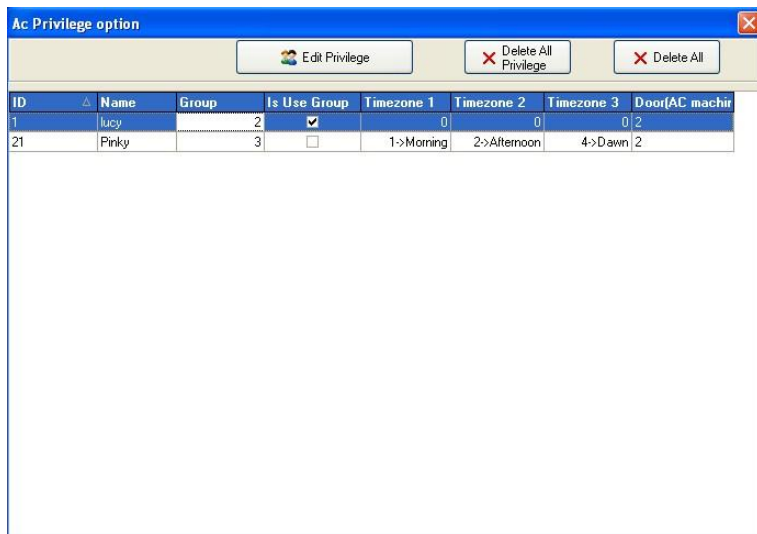 Ac Privilege option
Edit Privilege
Delete All
Privilege
Delete All
ID Name Group Is Use Group Timezone 1 Timezone 2 Timezone 3 Door(AC machin
1 lucy 2 0 0 0 2
21 Pinky 3 1->Morning 2->Afternoon 4->Dawn 2